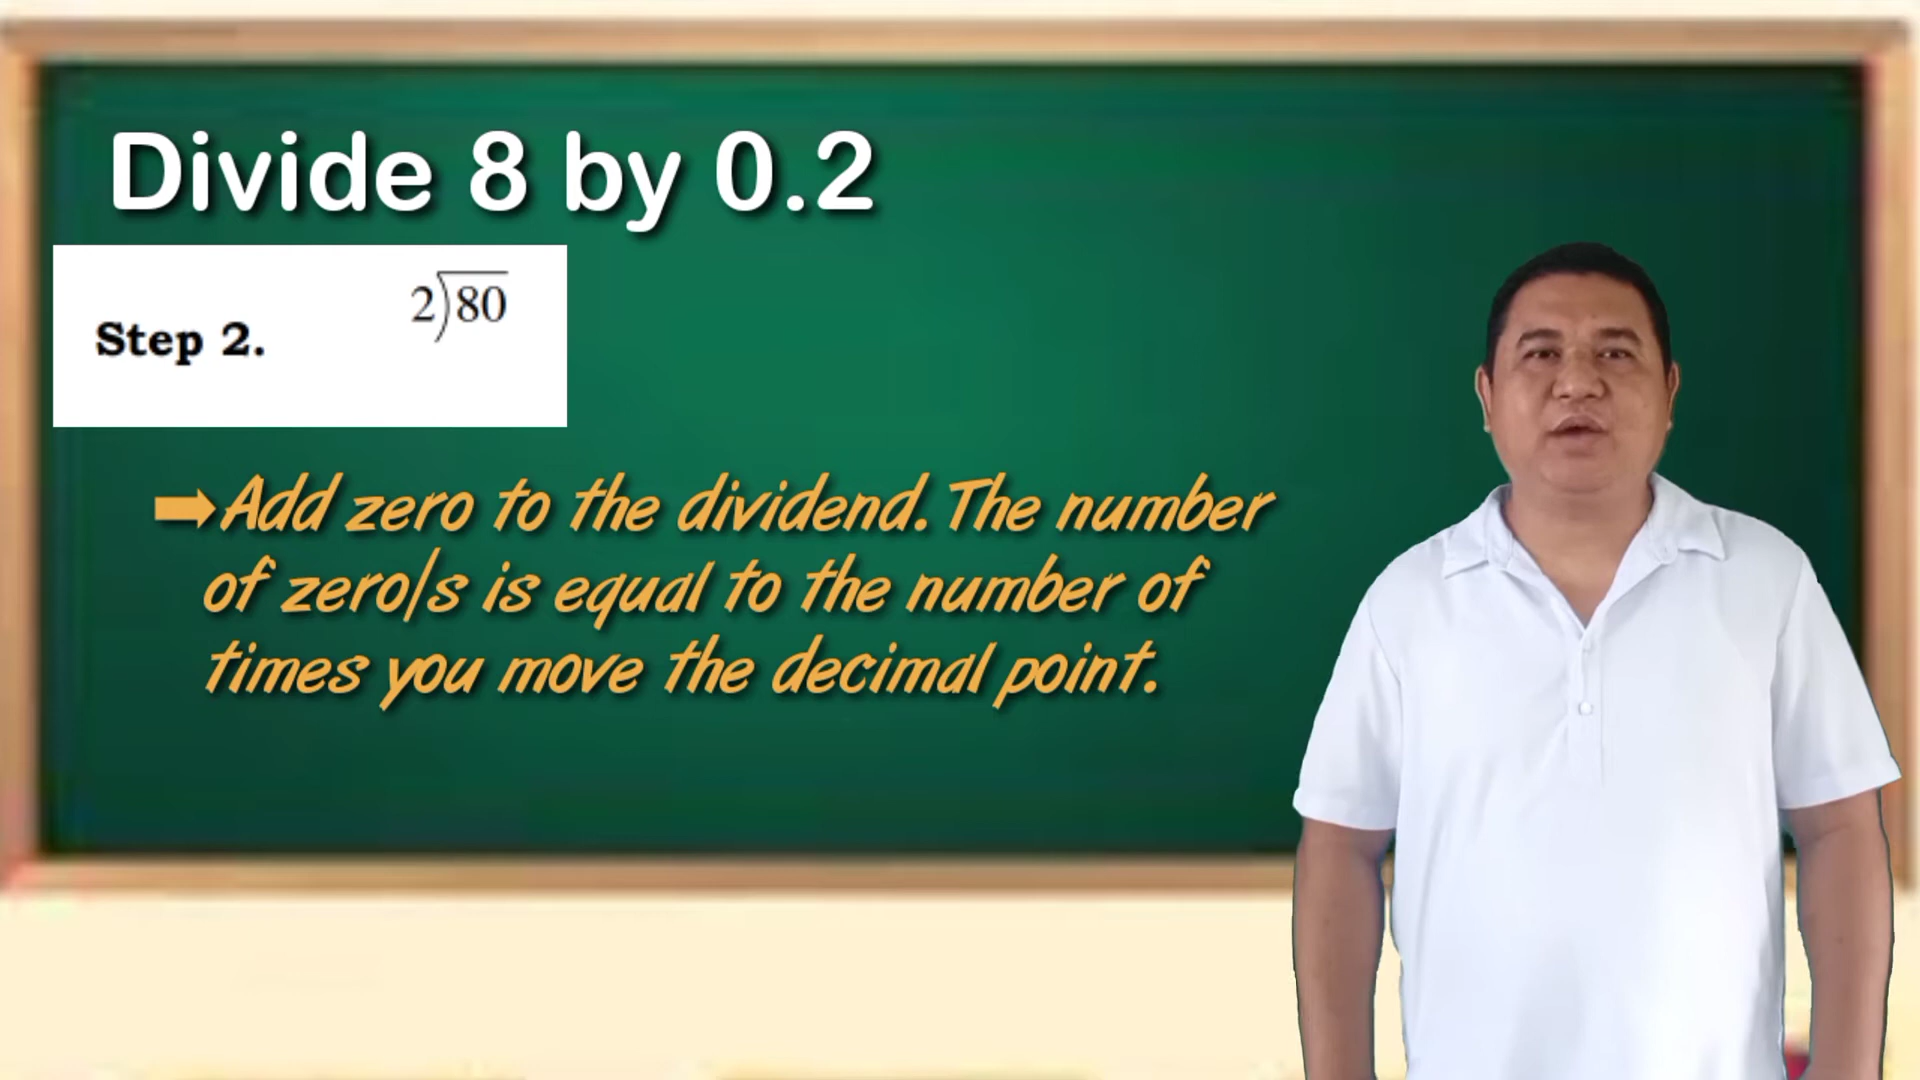 Divide 8 by 0.2
2)80
Step 2.
➡Add zero to the dividend. The number
of zero/s is equal to the number of
times you move the decimal point.